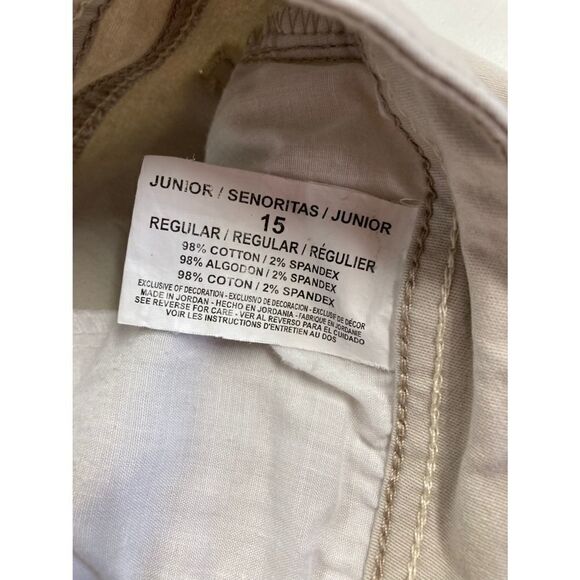 JUNIOR / SENORITAS / JUNIOR
15
REGULAR / REGULAR / RÉGULIER
98% COTTON / 2% SPANDEX
98% ALGODON / 2% SPANDEX
98% COTON / 2% SPANDEX
EXCLUSIVE OF DECORATION - EXCLUSIVO DE DECORACION - EXCLUSIF DE DÉCOR
MADE IN JORDAN - HECHO EN JORDANIA - FABRIQUE EN JORDANIE
SEE REVERSE FOR CARE - VER AL REVERSO PARA EL CUIDADO
VOIR LES INSTRUCTIONS D'ENTRETIEN AU DOS